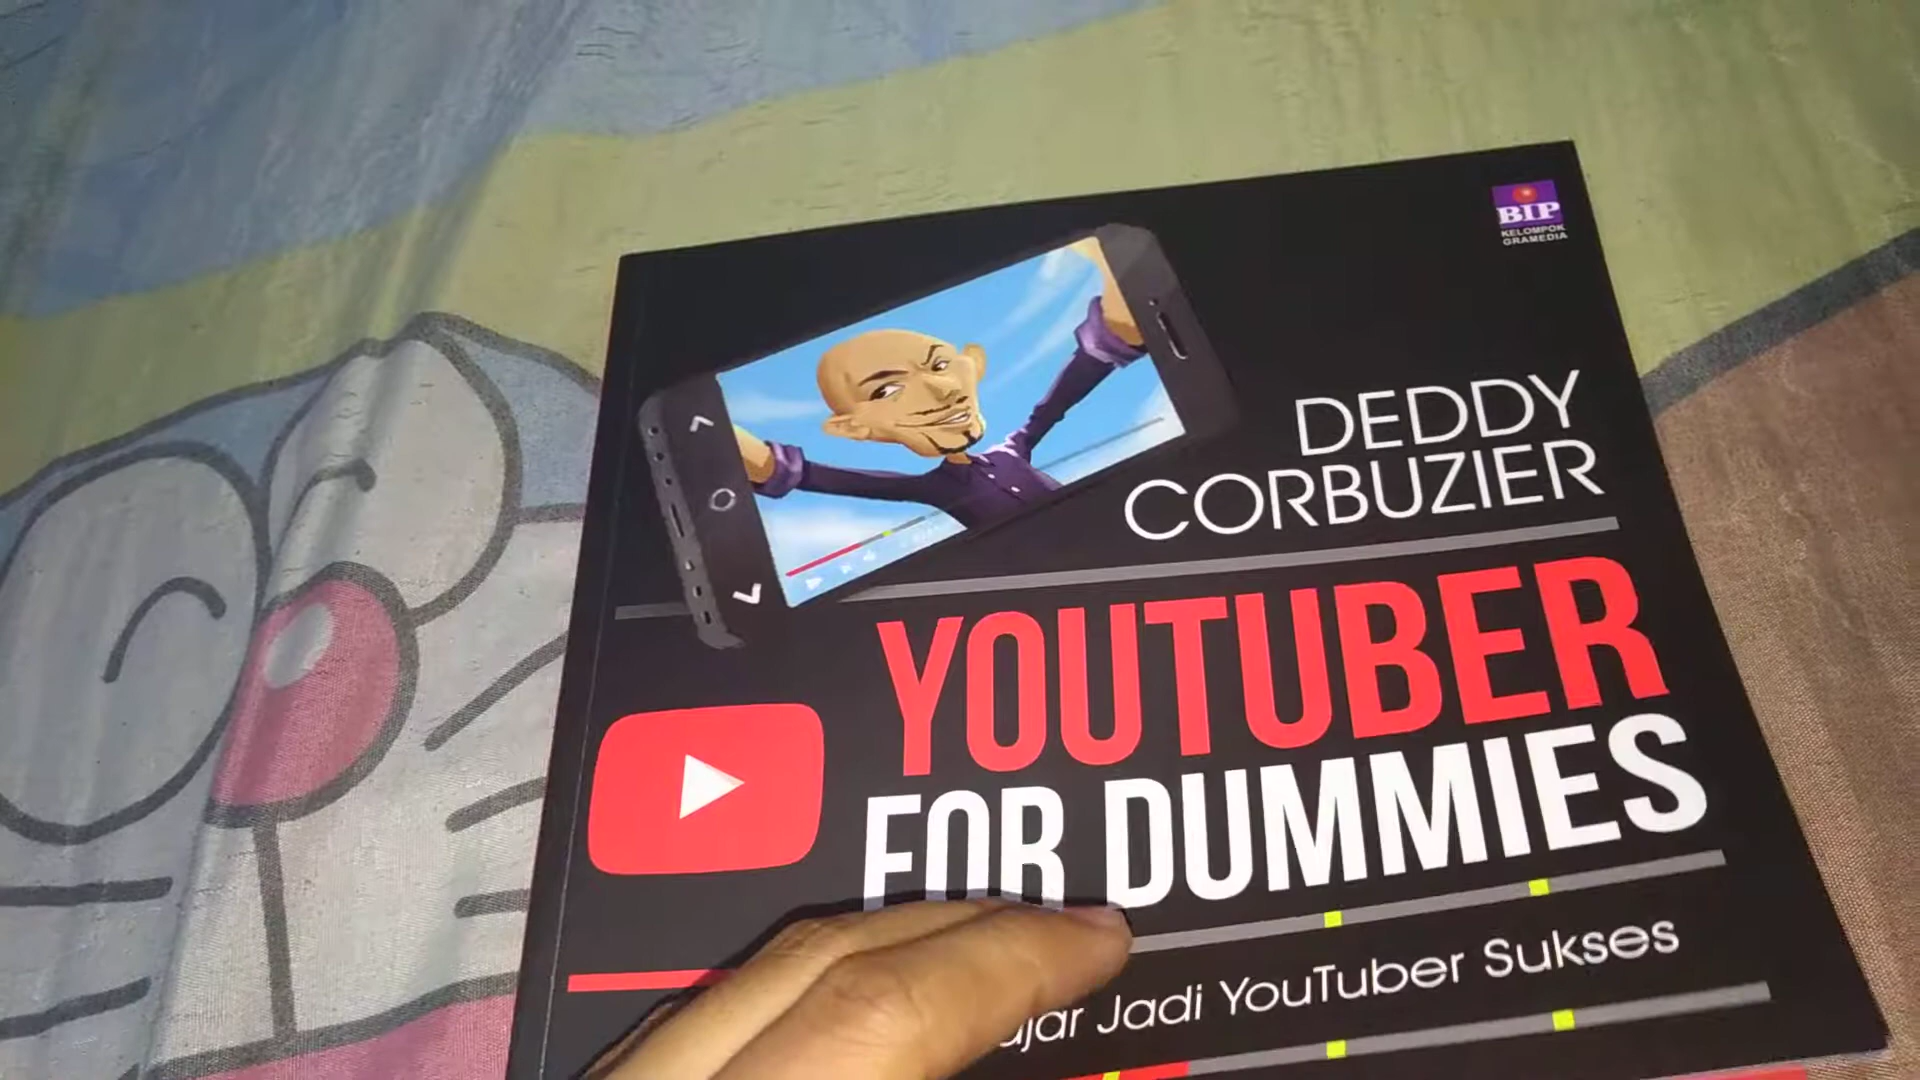 BIP
KELOMPOK
GRAMEDIA
DEDDY
CORBUZIER
YOUTUBER
FOR DUMMIES
Jadi YouTuber Sukses